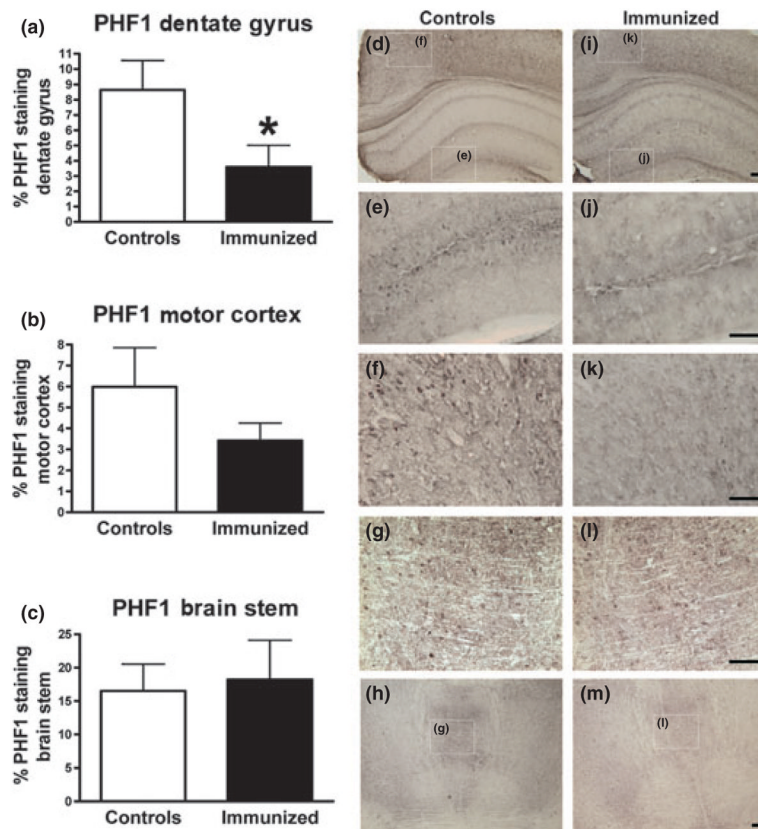 (a)
PHF1 dentate gyrus
% PHF1 staining
dentate gyrus
11
10
9
8
7
6
5
4
3
2
1
0
*
Controls
Immunized
(b)
PHF1 motor cortex
% PHF1 staining
motor cortex
8
7
6
5
4
3
2
1
0
Controls
Immunized
(c)
PHF1 brain stem
% PHF1 staining
brain stem
25
20
15
10
5
0
Controls
Immunized
Controls
Immunized
(d)
(f)
(e)
(i)
(k)
(j)
(e)
(j)
(f)
(k)
(g)
(l)
(h)
(g)
(m)
(l)